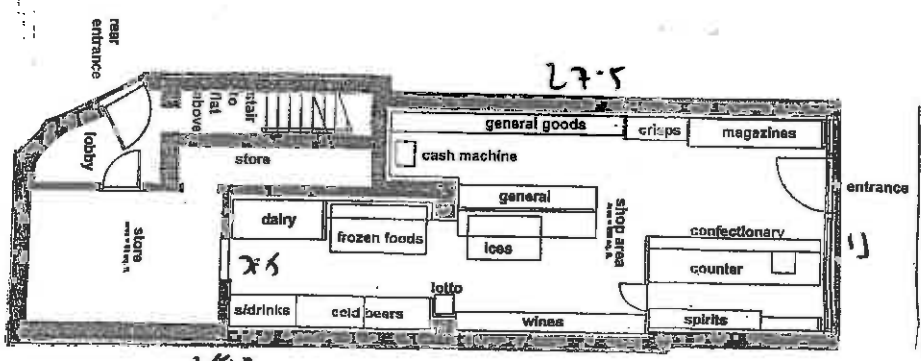 rear
entrance
27.5
stair
to
flat
above
general goods
crisps
magazines
lobby
store
cash machine
entrance
general
dairy
frozen foods
ices
shop area
confectionary
counter
store
lotto
s/drinks
cold beers
wines
spirits